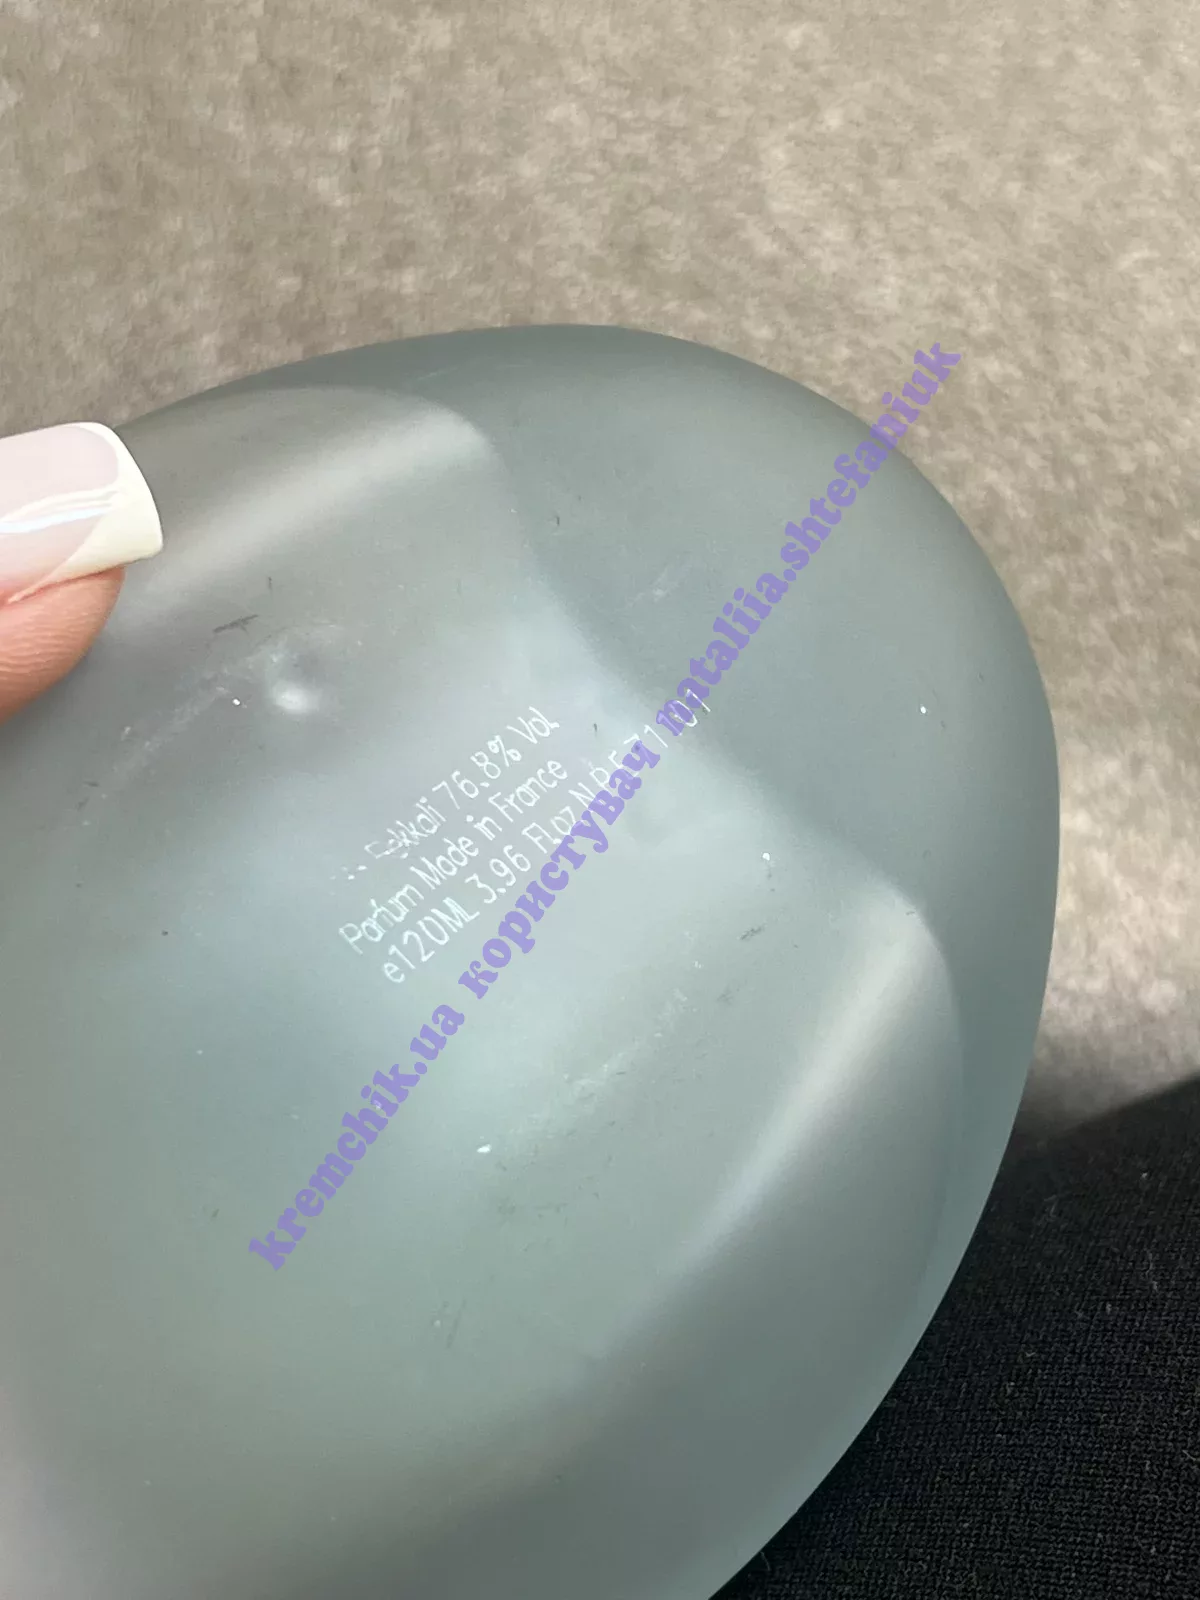 76.8% Vol.
Parfum Made in France
e120ML 3.96 Fl.oz
kremchik.ua користувач nataliia.shtefaniuk